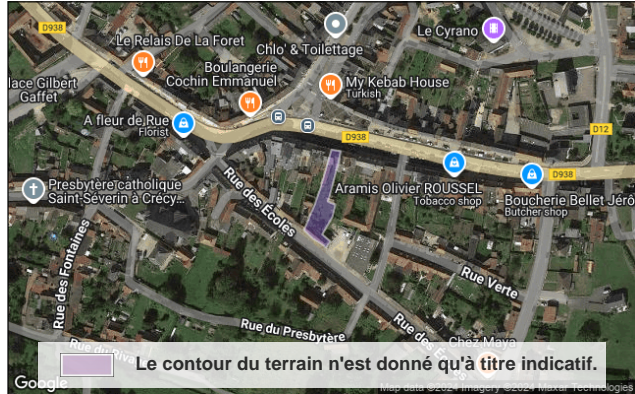 D938
Le Relais De La Foret
Chlo' & Toilettage
Le Cyrano
lace Gilbert
Gaffet
Boulangerie
Cochin Emmanuel
My Kebab House
Turkish
A fleur de Rue
Florist
D938
D12
D938
Presbytère catholique
Saint-Séverin à Crécy...
Rue des Écoles
Aramis Olivier ROUSSEL
Tobacco shop
Boucherie Bellet Jérô
Butcher shop
Rue des Fontaines
Rue Verte
Rue du Presbytère
Rue des
Chez Maya
Rue du
Le contour du terrain n'est donné qu'à titre indicatif.
Google
Map data ©2024 Imagery ©2024 Maxar Technologies